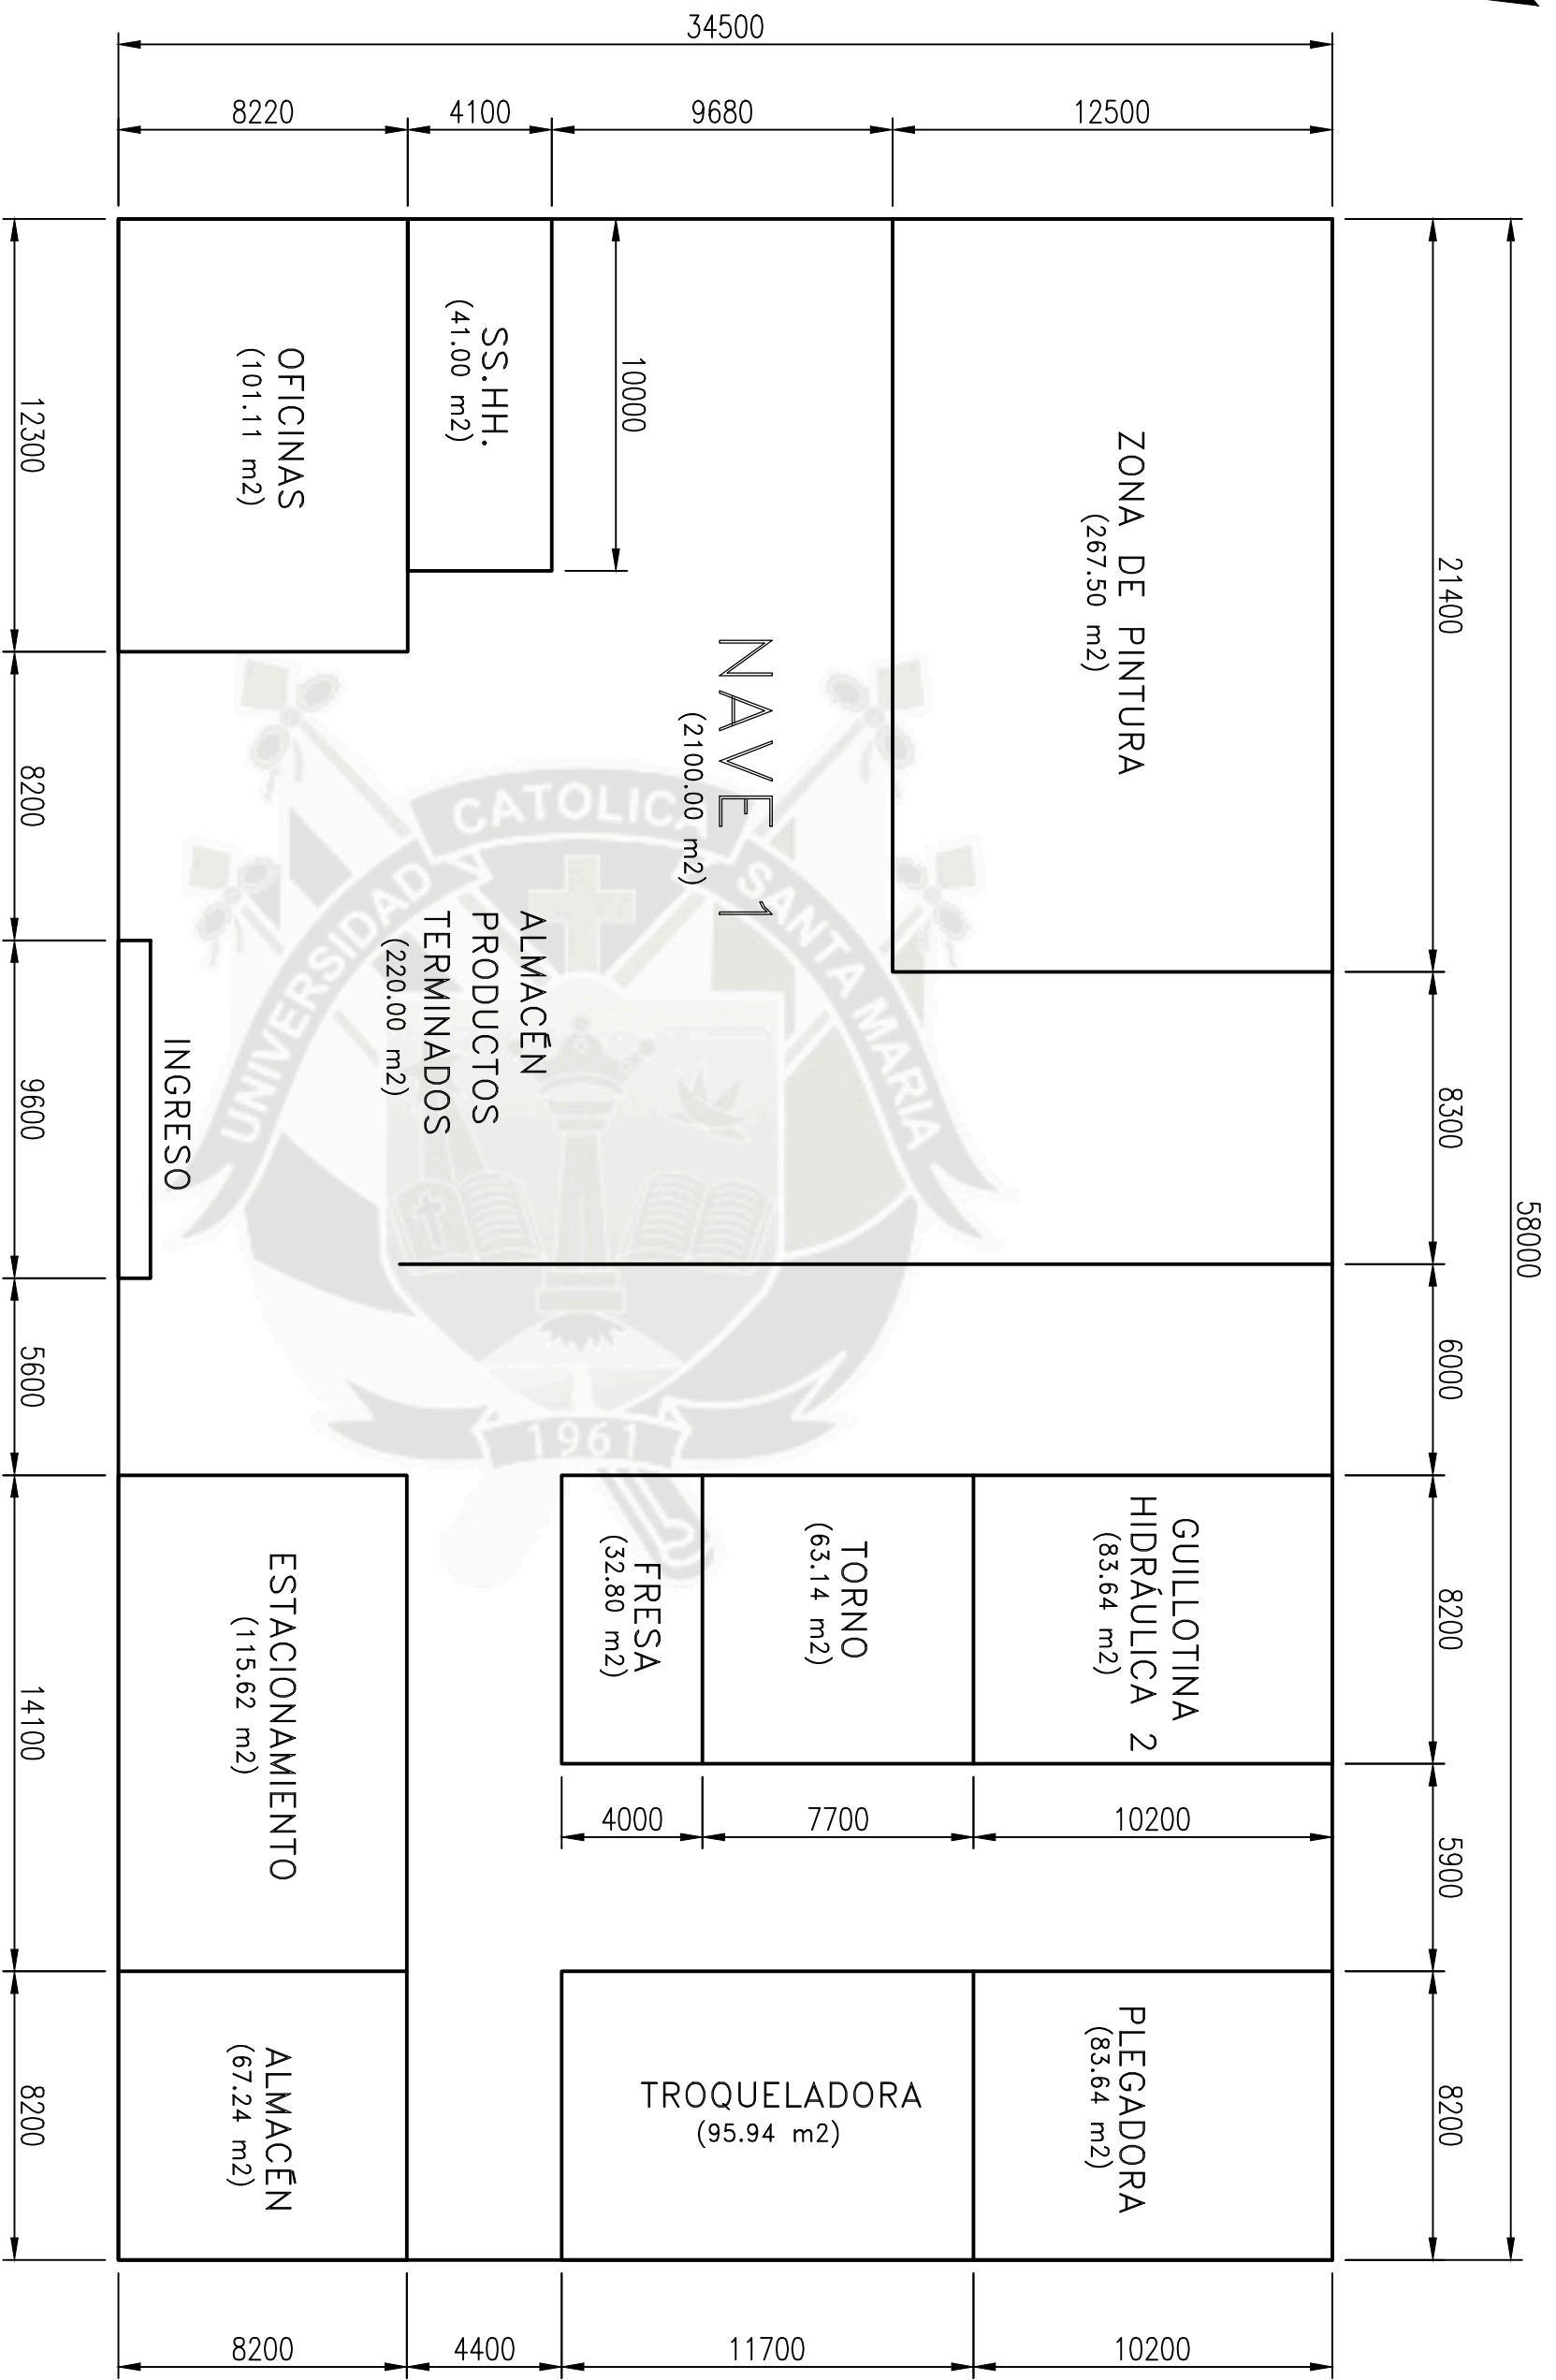 34500
8220
4100
9680
12500
58000
21400
8300
6000
8200
5900
8200
ZONA DE PINTURA
(267.50 m2)
10000
SS.HH.
(41.00 m2)
OFICINAS
(101.11 m2)
NAVE 1
(2100.00 m2)
ALMACÉN
PRODUCTOS
TERMINADOS
(220.00 m2)
INGRESO
GUILLOTINA
HIDRÁULICA 2
(83.64 m2)
TORNO
(63.14 m2)
FRESA
(32.80 m2)
4000
7700
10200
ESTACIONAMIENTO
(115.62 m2)
PLEGADORA
(83.64 m2)
TROQUELADORA
(95.94 m2)
ALMACÉN
(67.24 m2)
12300
8200
9600
5600
14100
8200
8200
4400
11700
10200
UNIVERSIDAD CATOLICA SANTA MARIA
1961